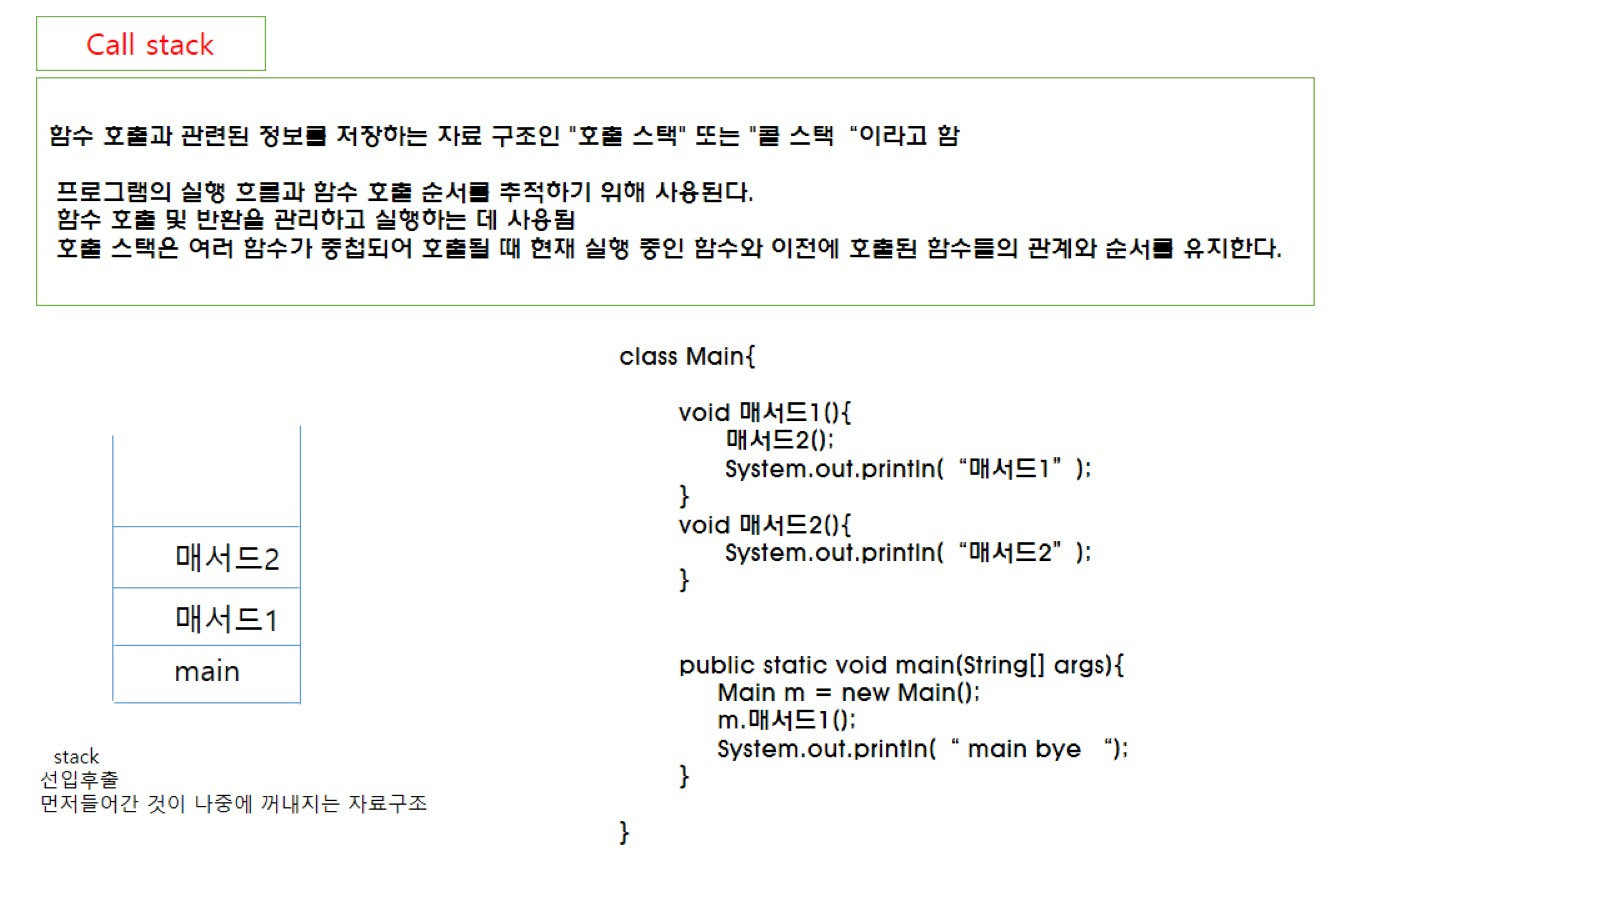 Call stack
함수 호출과 관련된 정보를 저장하는 자료 구조인 "호출 스택" 또는 "콜 스택 “이라고 함
프로그램의 실행 흐름과 함수 호출 순서를 추적하기 위해 사용된다.
함수 호출 및 반환을 관리하고 실행하는 데 사용됨
호출 스택은 여러 함수가 중첩되어 호출될 때 현재 실행 중인 함수와 이전에 호출된 함수들의 관계와 순서를 유지한다.
class Main{
void 매서드1(){
매서드2();
System.out.println( “매서드1” );
}
void 매서드2(){
System.out.println( “매서드2” );
}
public static void main(String[] args){
Main m = new Main();
m.매서드1();
System.out.println( “ main bye “);
}
}
매서드2
매서드1
main
stack
선입후출
먼저들어간 것이 나중에 꺼내지는 자료구조